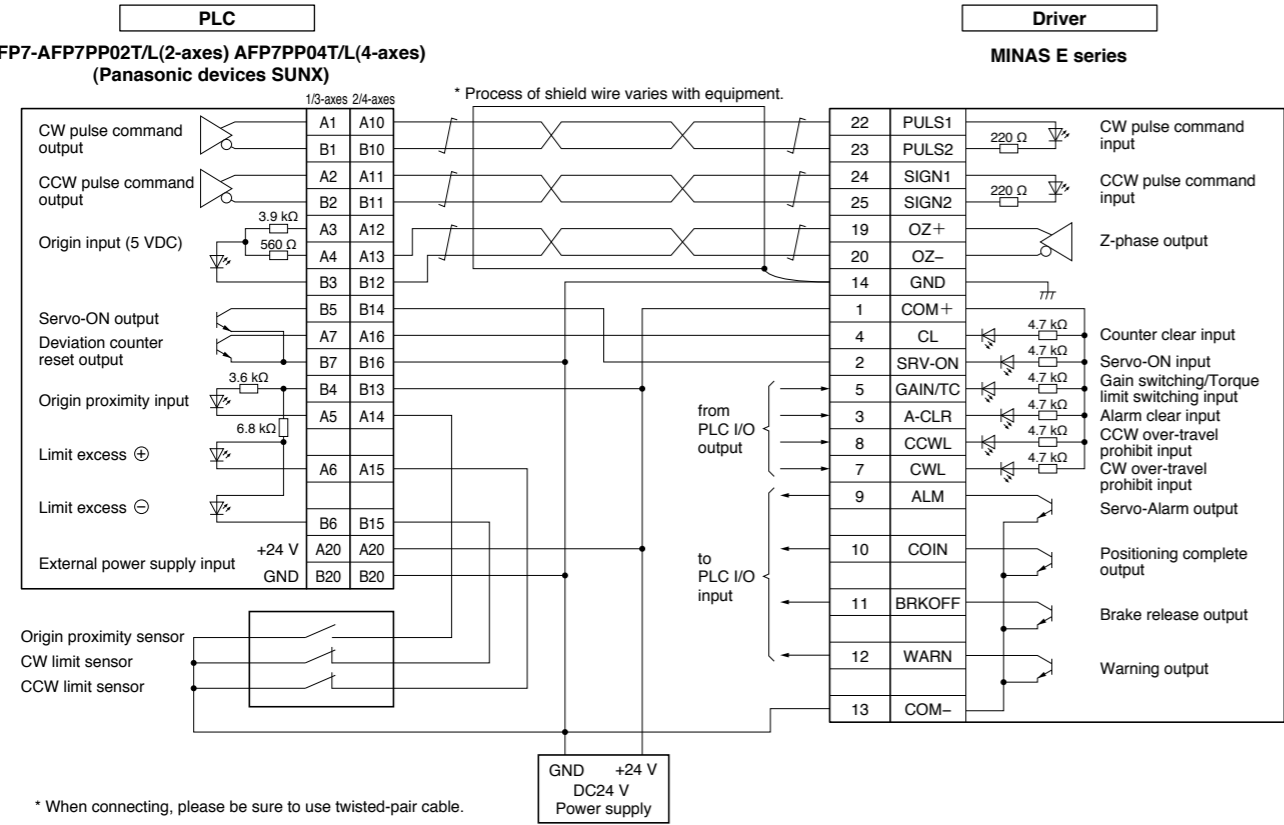 PLC
Driver
FP7-AFP7PP02T/L(2-axes) AFP7PP04T/L(4-axes)
(Panasonic devices SUNX)
MINAS E series
* Process of shield wire varies with equipment.
1/3-axes 2/4-axes
CW pulse command
output
A1 A10
B1 B10
CCW pulse command
output
A2 A11
B2 B11
Origin input (5 VDC)
3.9 kΩ
560 Ω
A3 A12
A4 A13
B3 B12
Servo-ON output
B5 B14
Deviation counter
reset output
A7 A16
B7 B16
Origin proximity input
3.6 kΩ
B4 B13
A5 A14
6.8 kΩ
Limit excess ⊕
A6 A15
Limit excess ⊖
B6 B15
External power supply input
+24 V A20 A20
GND B20 B20
Origin proximity sensor
CW limit sensor
CCW limit sensor
from
PLC I/O
output
to
PLC I/O
input
22 PULS1
23 PULS2
220 Ω
CW pulse command
input
24 SIGN1
25 SIGN2
220 Ω
CCW pulse command
input
19 OZ+
20 OZ−
Z-phase output
14 GND
1 COM+
4 CL
4.7 kΩ
Counter clear input
2 SRV-ON
4.7 kΩ
Servo-ON input
5 GAIN/TC
4.7 kΩ
Gain switching/Torque
limit switching input
3 A-CLR
4.7 kΩ
Alarm clear input
8 CCWL
4.7 kΩ
CCW over-travel
prohibit input
7 CWL
4.7 kΩ
CW over-travel
prohibit input
9 ALM
Servo-Alarm output
10 COIN
Positioning complete
output
11 BRKOFF
Brake release output
12 WARN
Warning output
13 COM−
GND +24 V
DC24 V
Power supply
* When connecting, please be sure to use twisted-pair cable.